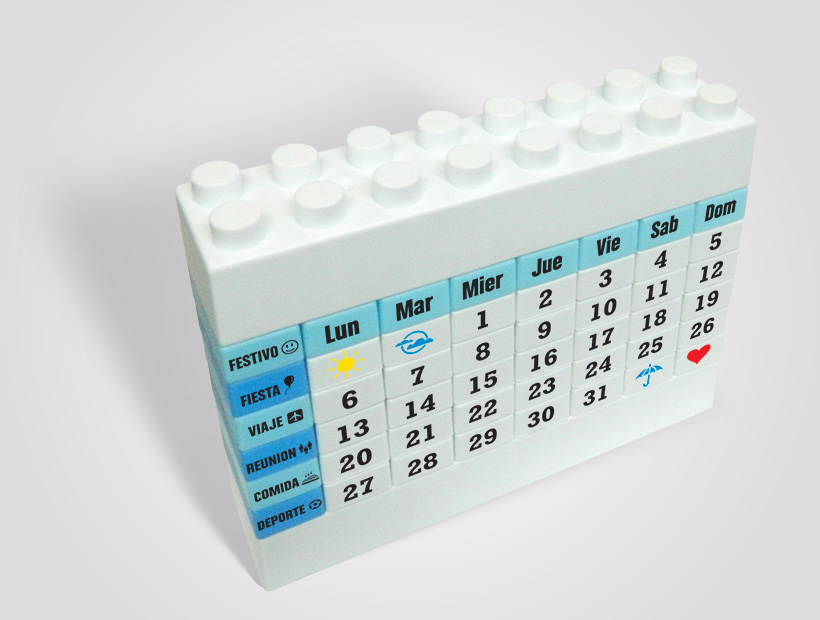 Lun Mar Mier Jue Vie Sab Dom
FESTIVO 1 2 3 4 5
FIESTA 6 7 8 9 10 11 12
VIAJE 13 14 15 16 17 18 19
REUNION 20 21 22 23 24 25 26
COMIDA 27 28 29 30 31
DEPORTE